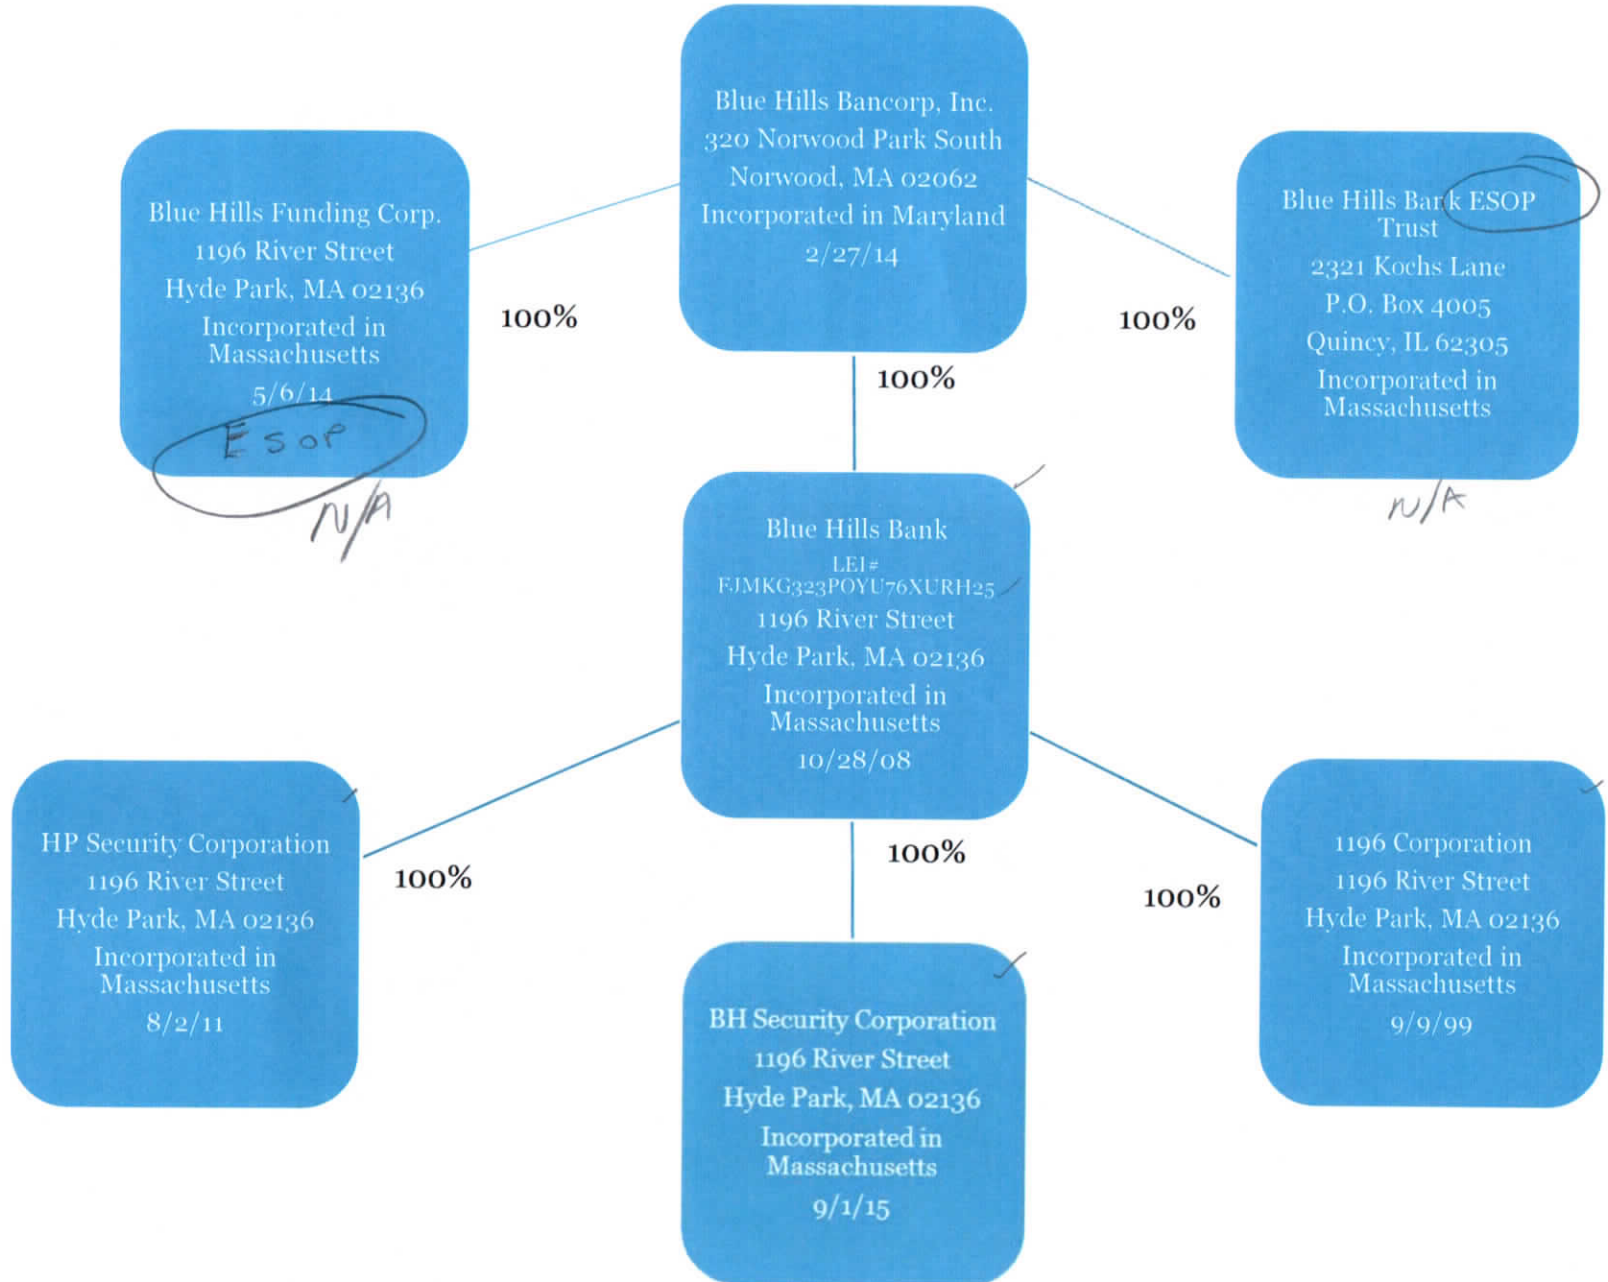 Blue Hills Bancorp, Inc.
320 Norwood Park South
Norwood, MA 02062
Incorporated in Maryland
2/27/14
Blue Hills Funding Corp.
1196 River Street
Hyde Park, MA 02136
Incorporated in
Massachusetts
5/6/14
ESOP
N/A
100%
100%
100%
Blue Hills Bank ESOP
Trust
2321 Kochs Lane
P.O. Box 4005
Quincy, IL 62305
Incorporated in
Massachusetts
N/A
Blue Hills Bank
LEI#
FJMKG323POYU76XURH25
1196 River Street
Hyde Park, MA 02136
Incorporated in
Massachusetts
10/28/08
HP Security Corporation
1196 River Street
Hyde Park, MA 02136
Incorporated in
Massachusetts
8/2/11
100%
100%
100%
BH Security Corporation
1196 River Street
Hyde Park, MA 02136
Incorporated in
Massachusetts
9/1/15
1196 Corporation
1196 River Street
Hyde Park, MA 02136
Incorporated in
Massachusetts
9/9/99